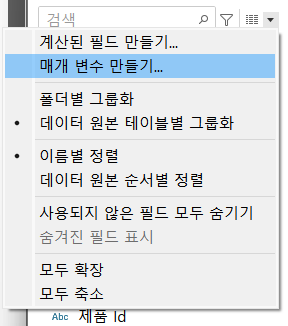 검색
계산된 필드 만들기...
매개 변수 만들기...
폴더별 그룹화
데이터 원본 테이블별 그룹화
이름별 정렬
데이터 원본 순서별 정렬
사용되지 않은 필드 모두 숨기기
숨겨진 필드 표시
모두 확장
모두 축소
Abc 제품 Id